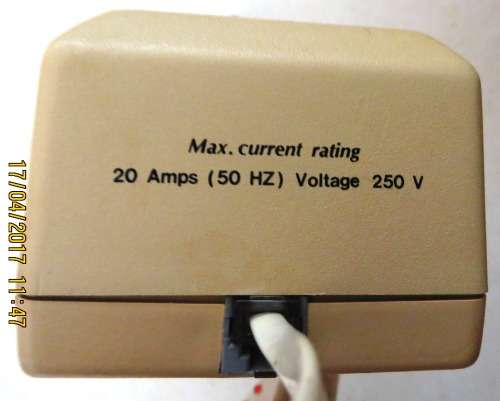 Max. current rating
20 Amps (50 HZ) Voltage 250 V
17/04/2017 11:47